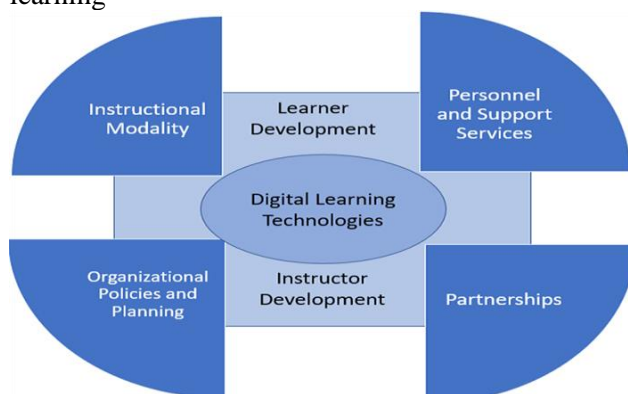 learning
Instructional
Modality
Learner
Development
Personnel
and Support
Services
Digital Learning
Technologies
Organizational
Policies and
Planning
Instructor
Development
Partnerships